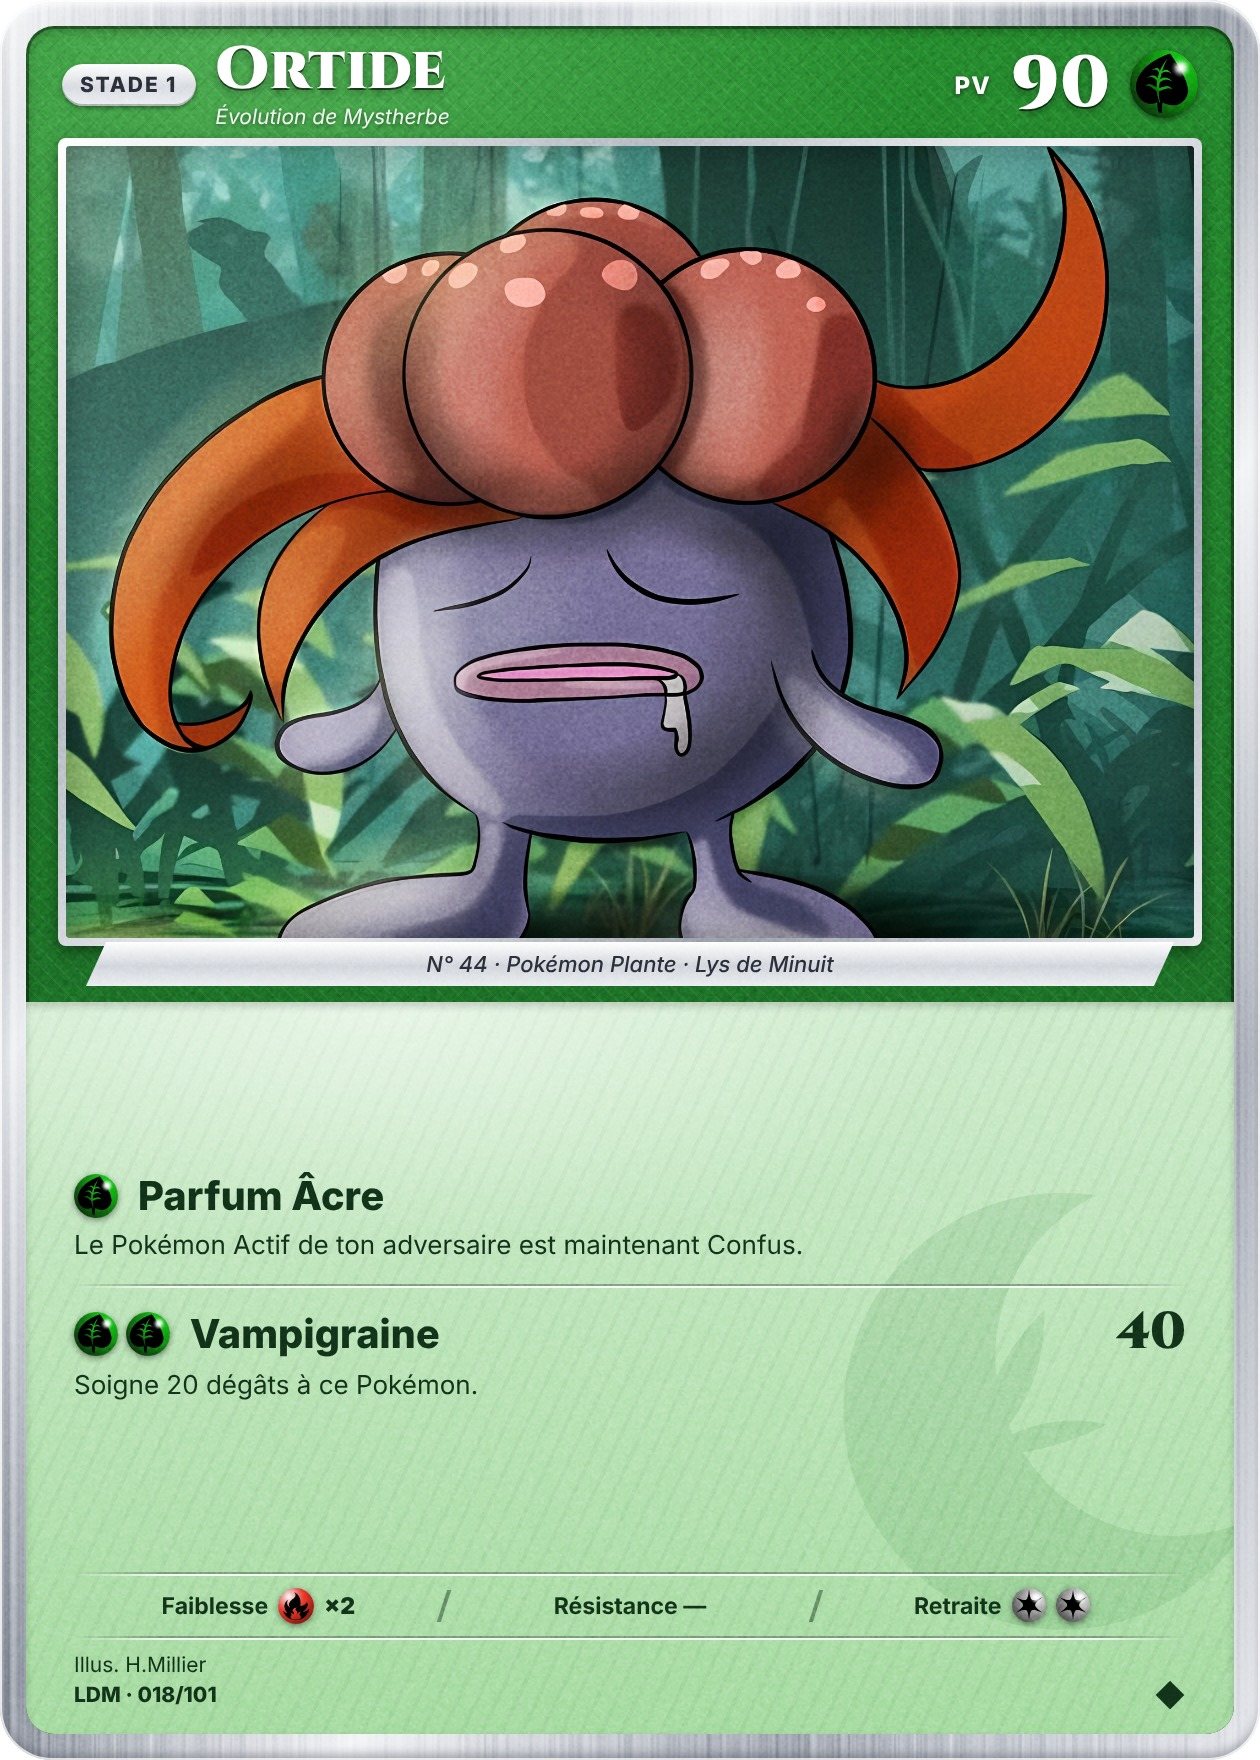 STADE 1
Ortide
Évolution de Mystherbe
PV 90
N° 44 · Pokémon Plante · Lys de Minuit
Parfum Âcre
Le Pokémon Actif de ton adversaire est maintenant Confus.
Vampigraine 40
Soigne 20 dégâts à ce Pokémon.
Faiblesse ×2 / Résistance — / Retraite
Illus. H.Millier
LDM · 018/101